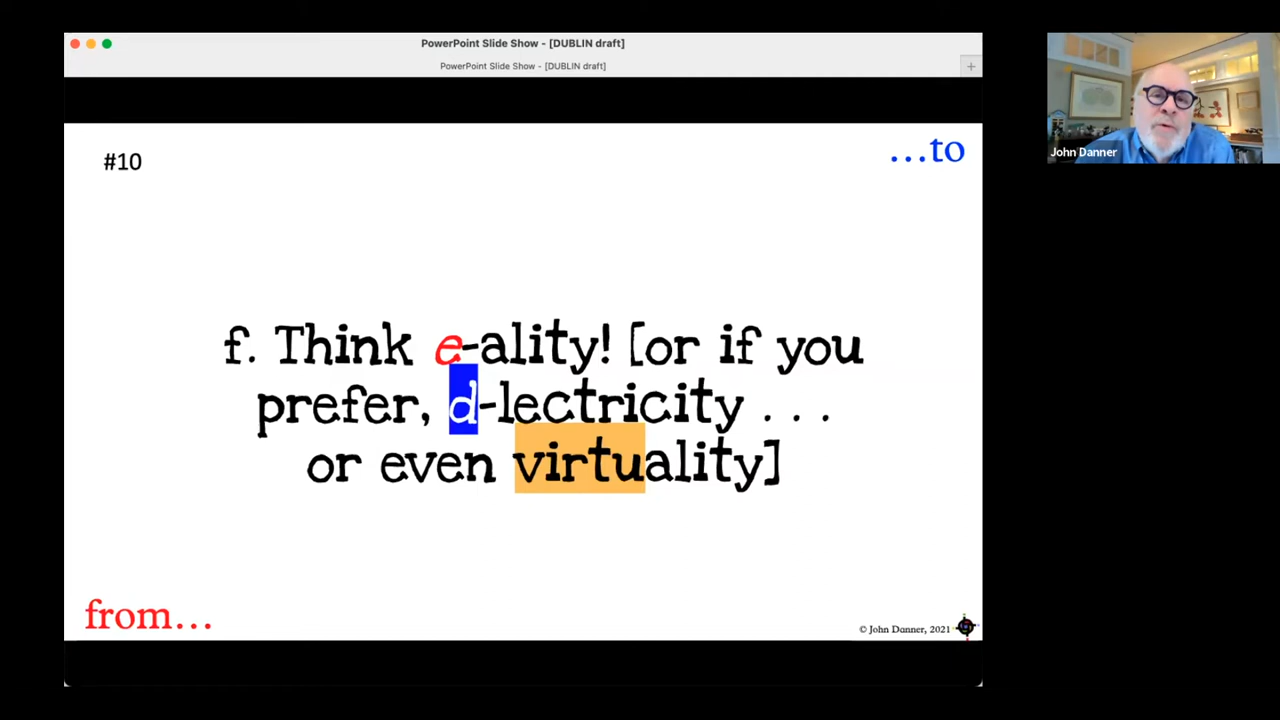 PowerPoint Slide Show - [DUBLIN draft]
PowerPoint Slide Show - [DUBLIN draft]
#10
...to
f. Think e-ality! [or if you
prefer, d-lectricity . . .
or even virtuality]
from...
© John Danner, 2021
John Danner